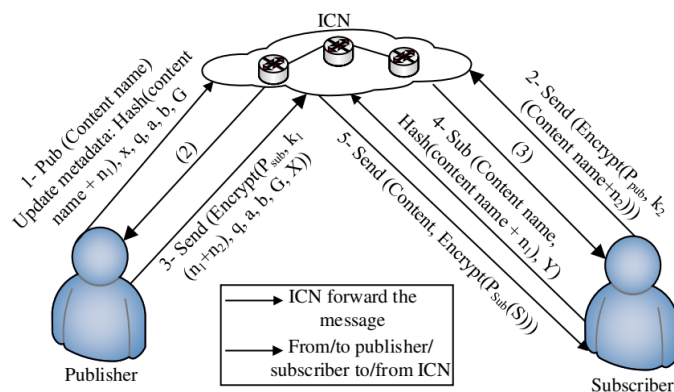 ICN
1- Pub (Content name)
Update metadata: Hash(content
name + n1), x, q, a, b, G
(2)
3- Send (Encrypt(Psub, k1
(n1+n2), q, a, b, G, X))
5- Send (Content, Encrypt(PSub(S)))
4- Sub (Content name,
Hash(content name + n1), Y)
(3)
2- Send (Encrypt(Ppub, k2
(Content name+n2)))
ICN forward the
message
From/to publisher/
subscriber to/from ICN
Publisher
Subscriber